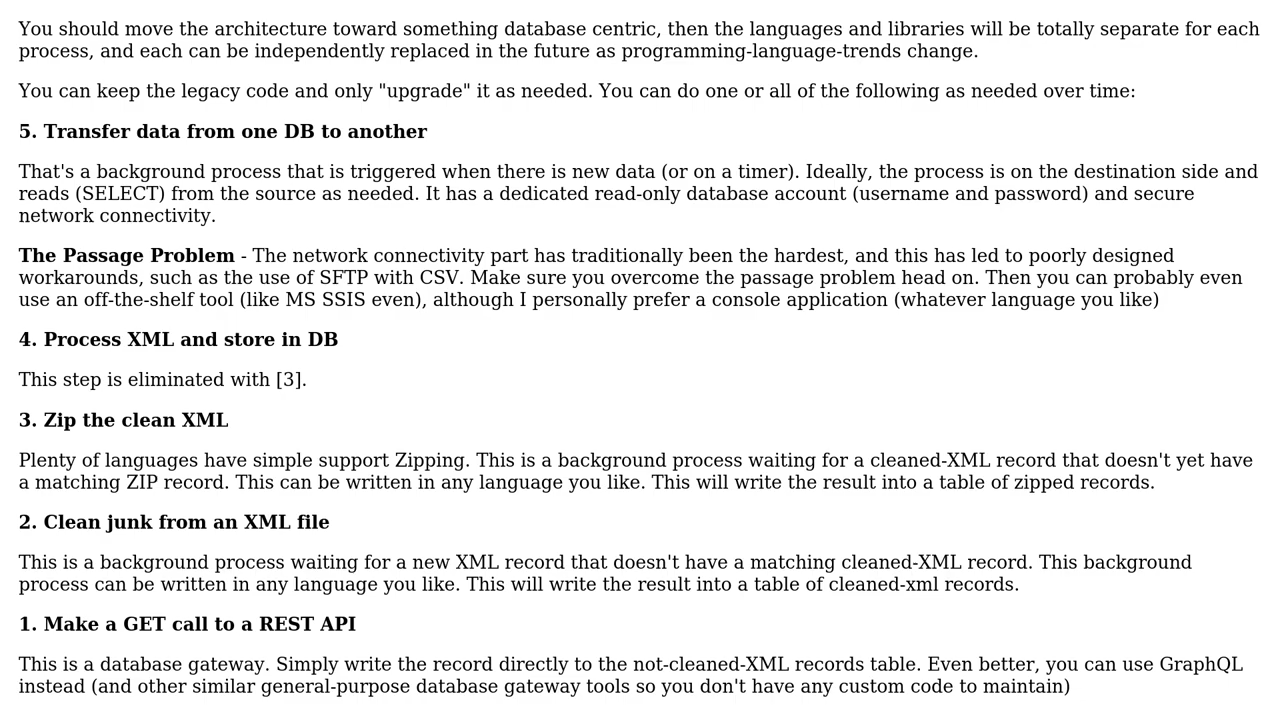 You should move the architecture toward something database centric, then the languages and libraries will be totally separate for each
process, and each can be independently replaced in the future as programming-language-trends change.
You can keep the legacy code and only "upgrade" it as needed. You can do one or all of the following as needed over time:
5. Transfer data from one DB to another
That's a background process that is triggered when there is new data (or on a timer). Ideally, the process is on the destination side and
reads (SELECT) from the source as needed. It has a dedicated read-only database account (username and password) and secure
network connectivity.
The Passage Problem - The network connectivity part has traditionally been the hardest, and this has led to poorly designed
workarounds, such as the use of SFTP with CSV. Make sure you overcome the passage problem head on. Then you can probably even
use an off-the-shelf tool (like MS SSIS even), although I personally prefer a console application (whatever language you like)
4. Process XML and store in DB
This step is eliminated with [3].
3. Zip the clean XML
Plenty of languages have simple support Zipping. This is a background process waiting for a cleaned-XML record that doesn't yet have
a matching ZIP record. This can be written in any language you like. This will write the result into a table of zipped records.
2. Clean junk from an XML file
This is a background process waiting for a new XML record that doesn't have a matching cleaned-XML record. This background
process can be written in any language you like. This will write the result into a table of cleaned-xml records.
1. Make a GET call to a REST API
This is a database gateway. Simply write the record directly to the not-cleaned-XML records table. Even better, you can use GraphQL
instead (and other similar general-purpose database gateway tools so you don't have any custom code to maintain)